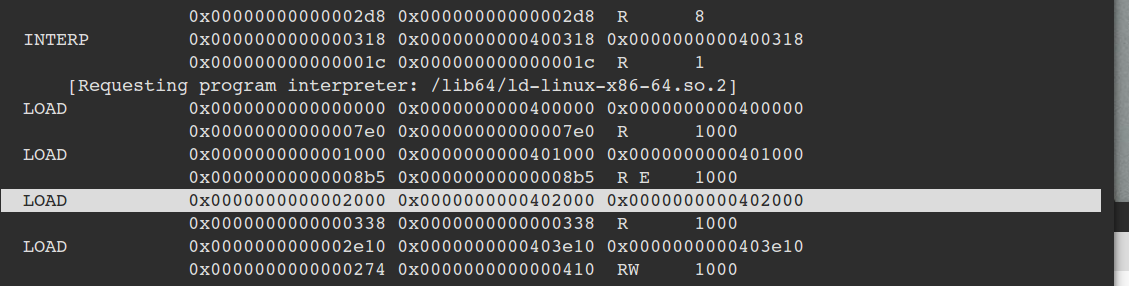 0x00000000000002d8 0x00000000000002d8 R 8
INTERP 0x0000000000000318 0x0000000000400318 0x0000000000400318
0x000000000000001c 0x000000000000001c R 1
[Requesting program interpreter: /lib64/ld-linux-x86-64.so.2]
LOAD 0x0000000000000000 0x0000000000400000 0x0000000000400000
0x00000000000007e0 0x00000000000007e0 R 1000
LOAD 0x0000000000001000 0x0000000000401000 0x0000000000401000
0x00000000000008b5 0x00000000000008b5 R E 1000
LOAD 0x0000000000002000 0x0000000000402000 0x0000000000402000
0x0000000000000338 0x0000000000000338 R 1000
LOAD 0x0000000000002e10 0x0000000000403e10 0x0000000000403e10
0x0000000000000274 0x0000000000000410 RW 1000